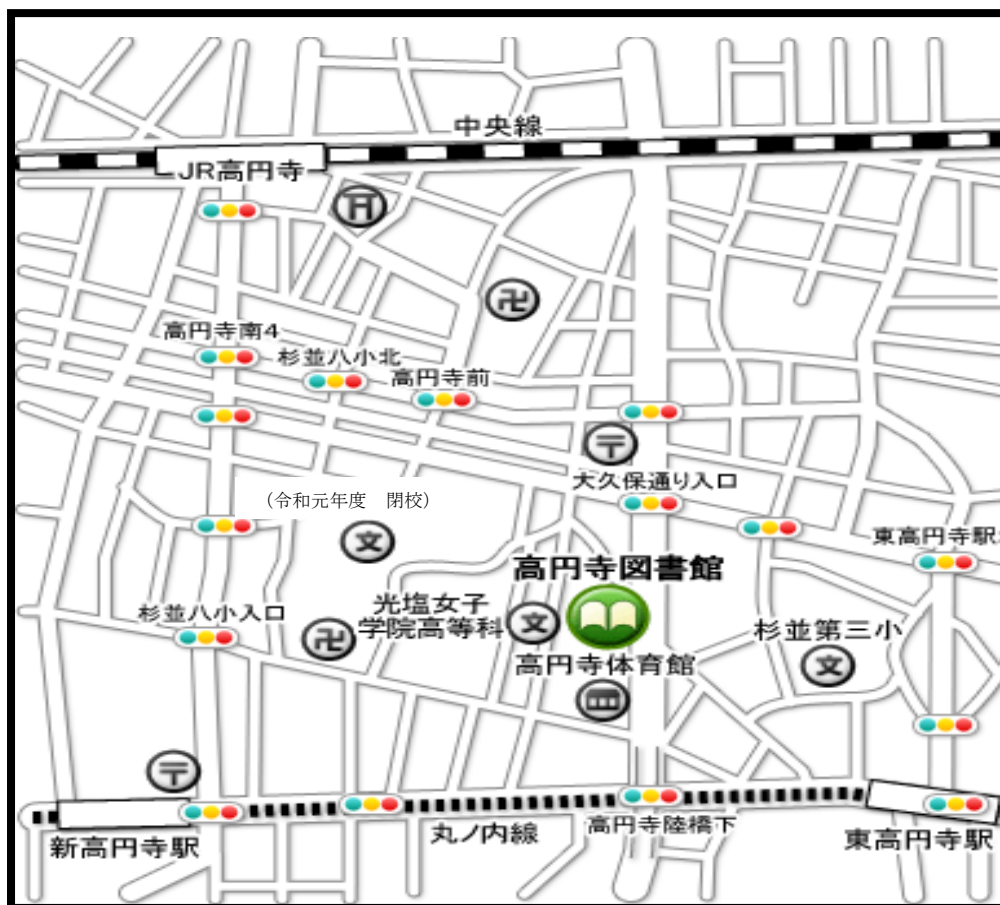 中央線
JR高円寺
高円寺南4
杉並八小北
高円寺前
大久保通り入口
(令和元年度 閉校)
文
東高円寺駅
高円寺図書館
光塩女子
学院高等科
文
杉並八小入口
杉並第三小
文
高円寺体育館
丸ノ内線
高円寺陸橋下
新高円寺駅
東高円寺駅